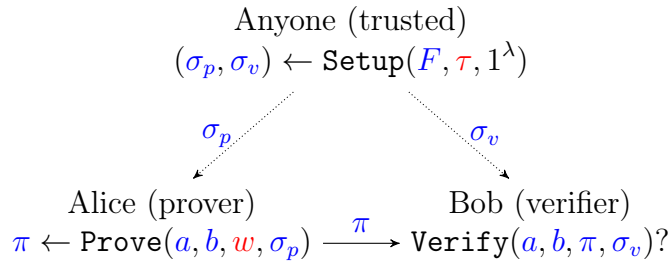 Anyone (trusted)
(σₚ, σᵥ) ← Setup(F, τ, 1^λ)
σₚ
σᵥ
Alice (prover)
π ← Prove(a, b, w, σₚ)
π
Bob (verifier)
Verify(a, b, π, σᵥ)?